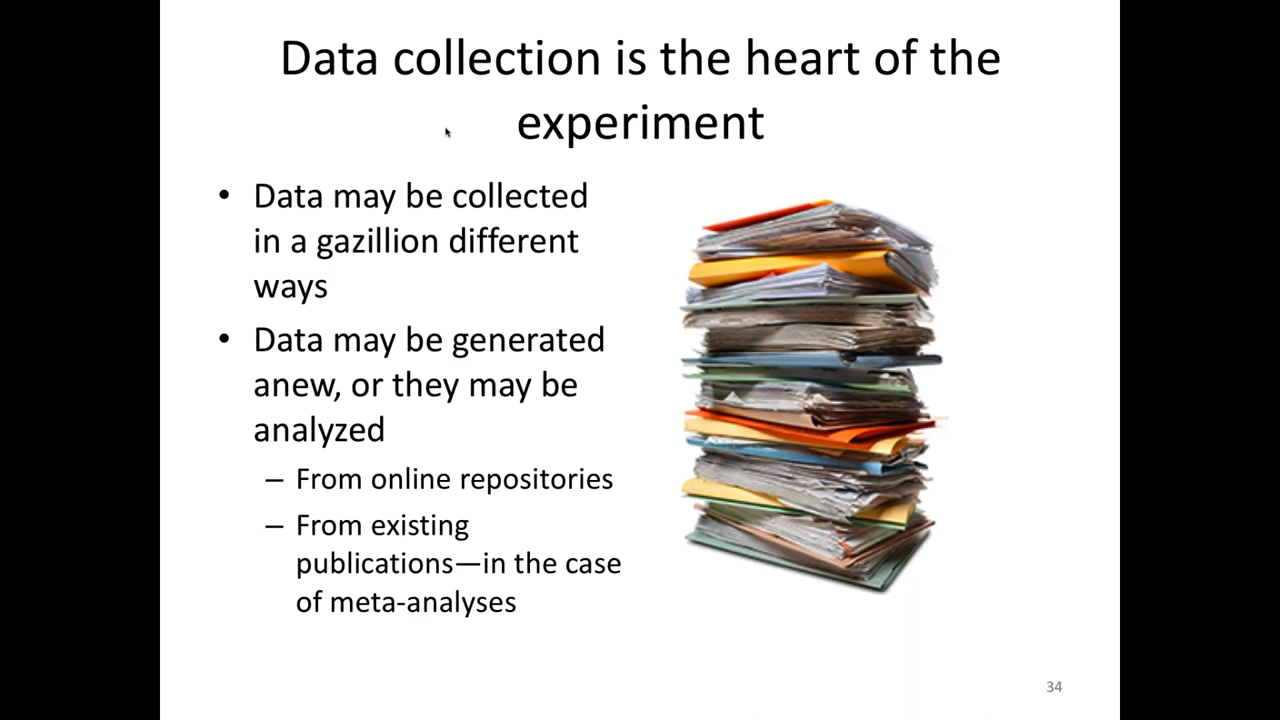 Data collection is the heart of the
experiment
• Data may be collected
in a gazillion different
ways
• Data may be generated
anew, or they may be
analyzed
– From online repositories
– From existing
publications—in the case
of meta-analyses
34